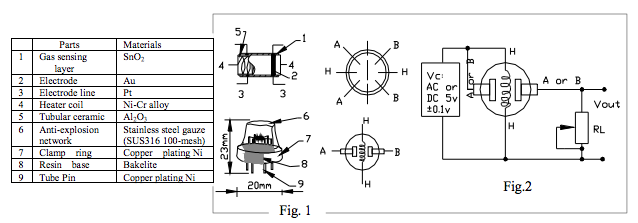 Parts Materials
1 Gas sensing layer SnO₂
2 Electrode Au
3 Electrode line Pt
4 Heater coil Ni-Cr alloy
5 Tubular ceramic Al₂O₃
6 Anti-explosion network Stainless steel gauze (SUS316 100-mesh)
7 Clamp ring Copper plating Ni
8 Resin base Bakelite
9 Tube Pin Copper plating Ni
5
1
4 4
2
3 3
6
7
8
9
23mm
20mm
A B
H H
A B
H
A B
H
Fig. 1
Vc:
AC or
DC 5v
±0.1v
A or B
H
H
A or B
Vout
RL
Fig.2